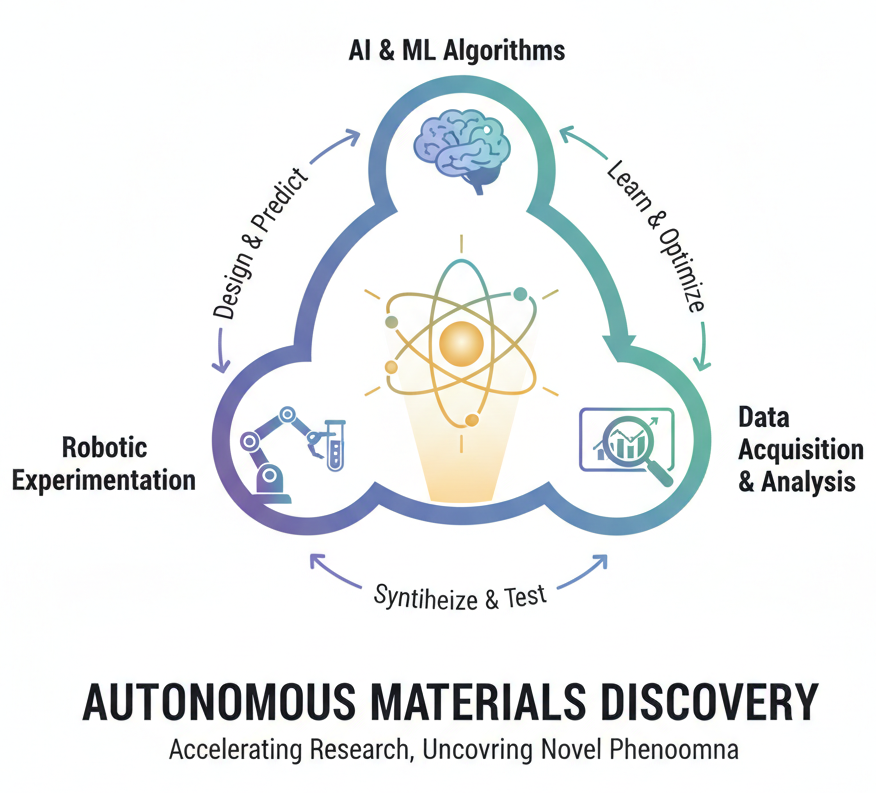 AI & ML Algorithms
Design & Predict
Learn & Optimize
Robotic
Experimentation
Data
Acquisition
& Analysis
Syntiheize & Test
AUTONOMOUS MATERIALS DISCOVERY
Accelerating Research, Uncovring Novel Phenoomna